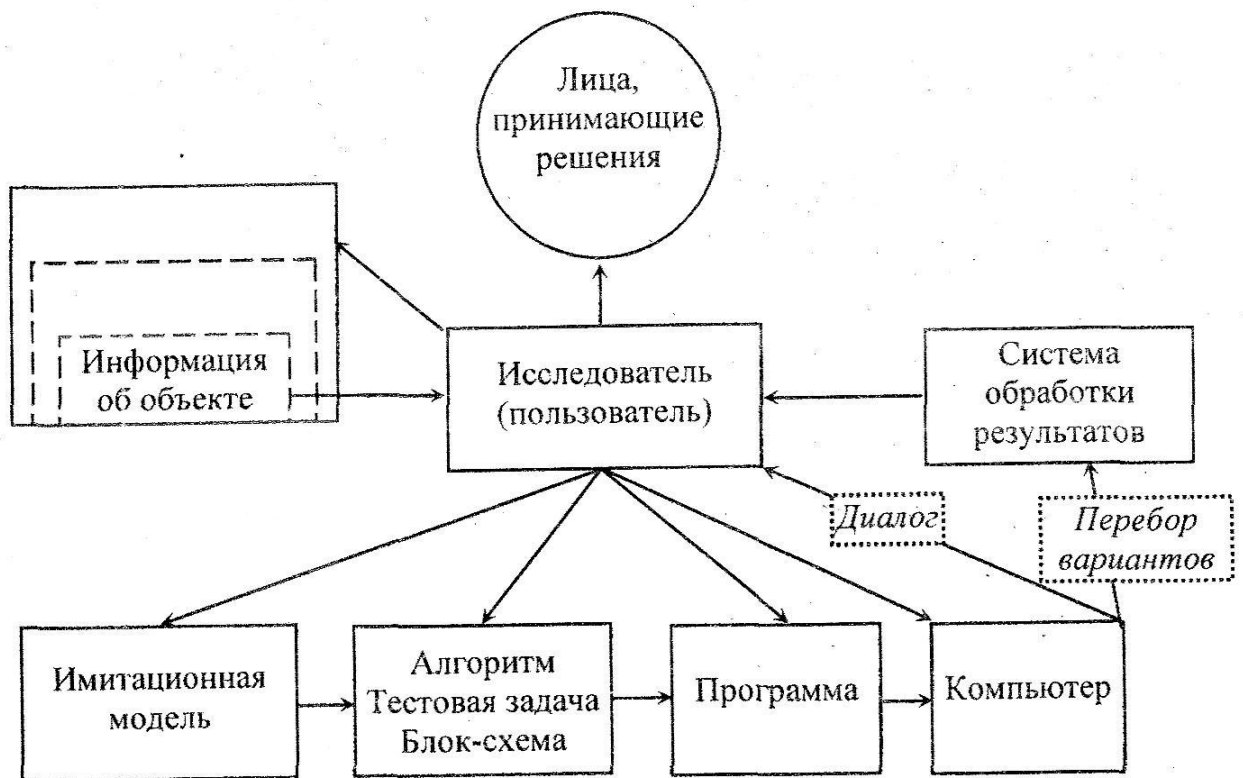 Лица,
принимающие
решения
Информация
об объекте
Исследователь
(пользователь)
Система
обработки
результатов
Диалог
Перебор
вариантов
Имитационная
модель
Алгоритм
Тестовая задача
Блок-схема
Программа
Компьютер